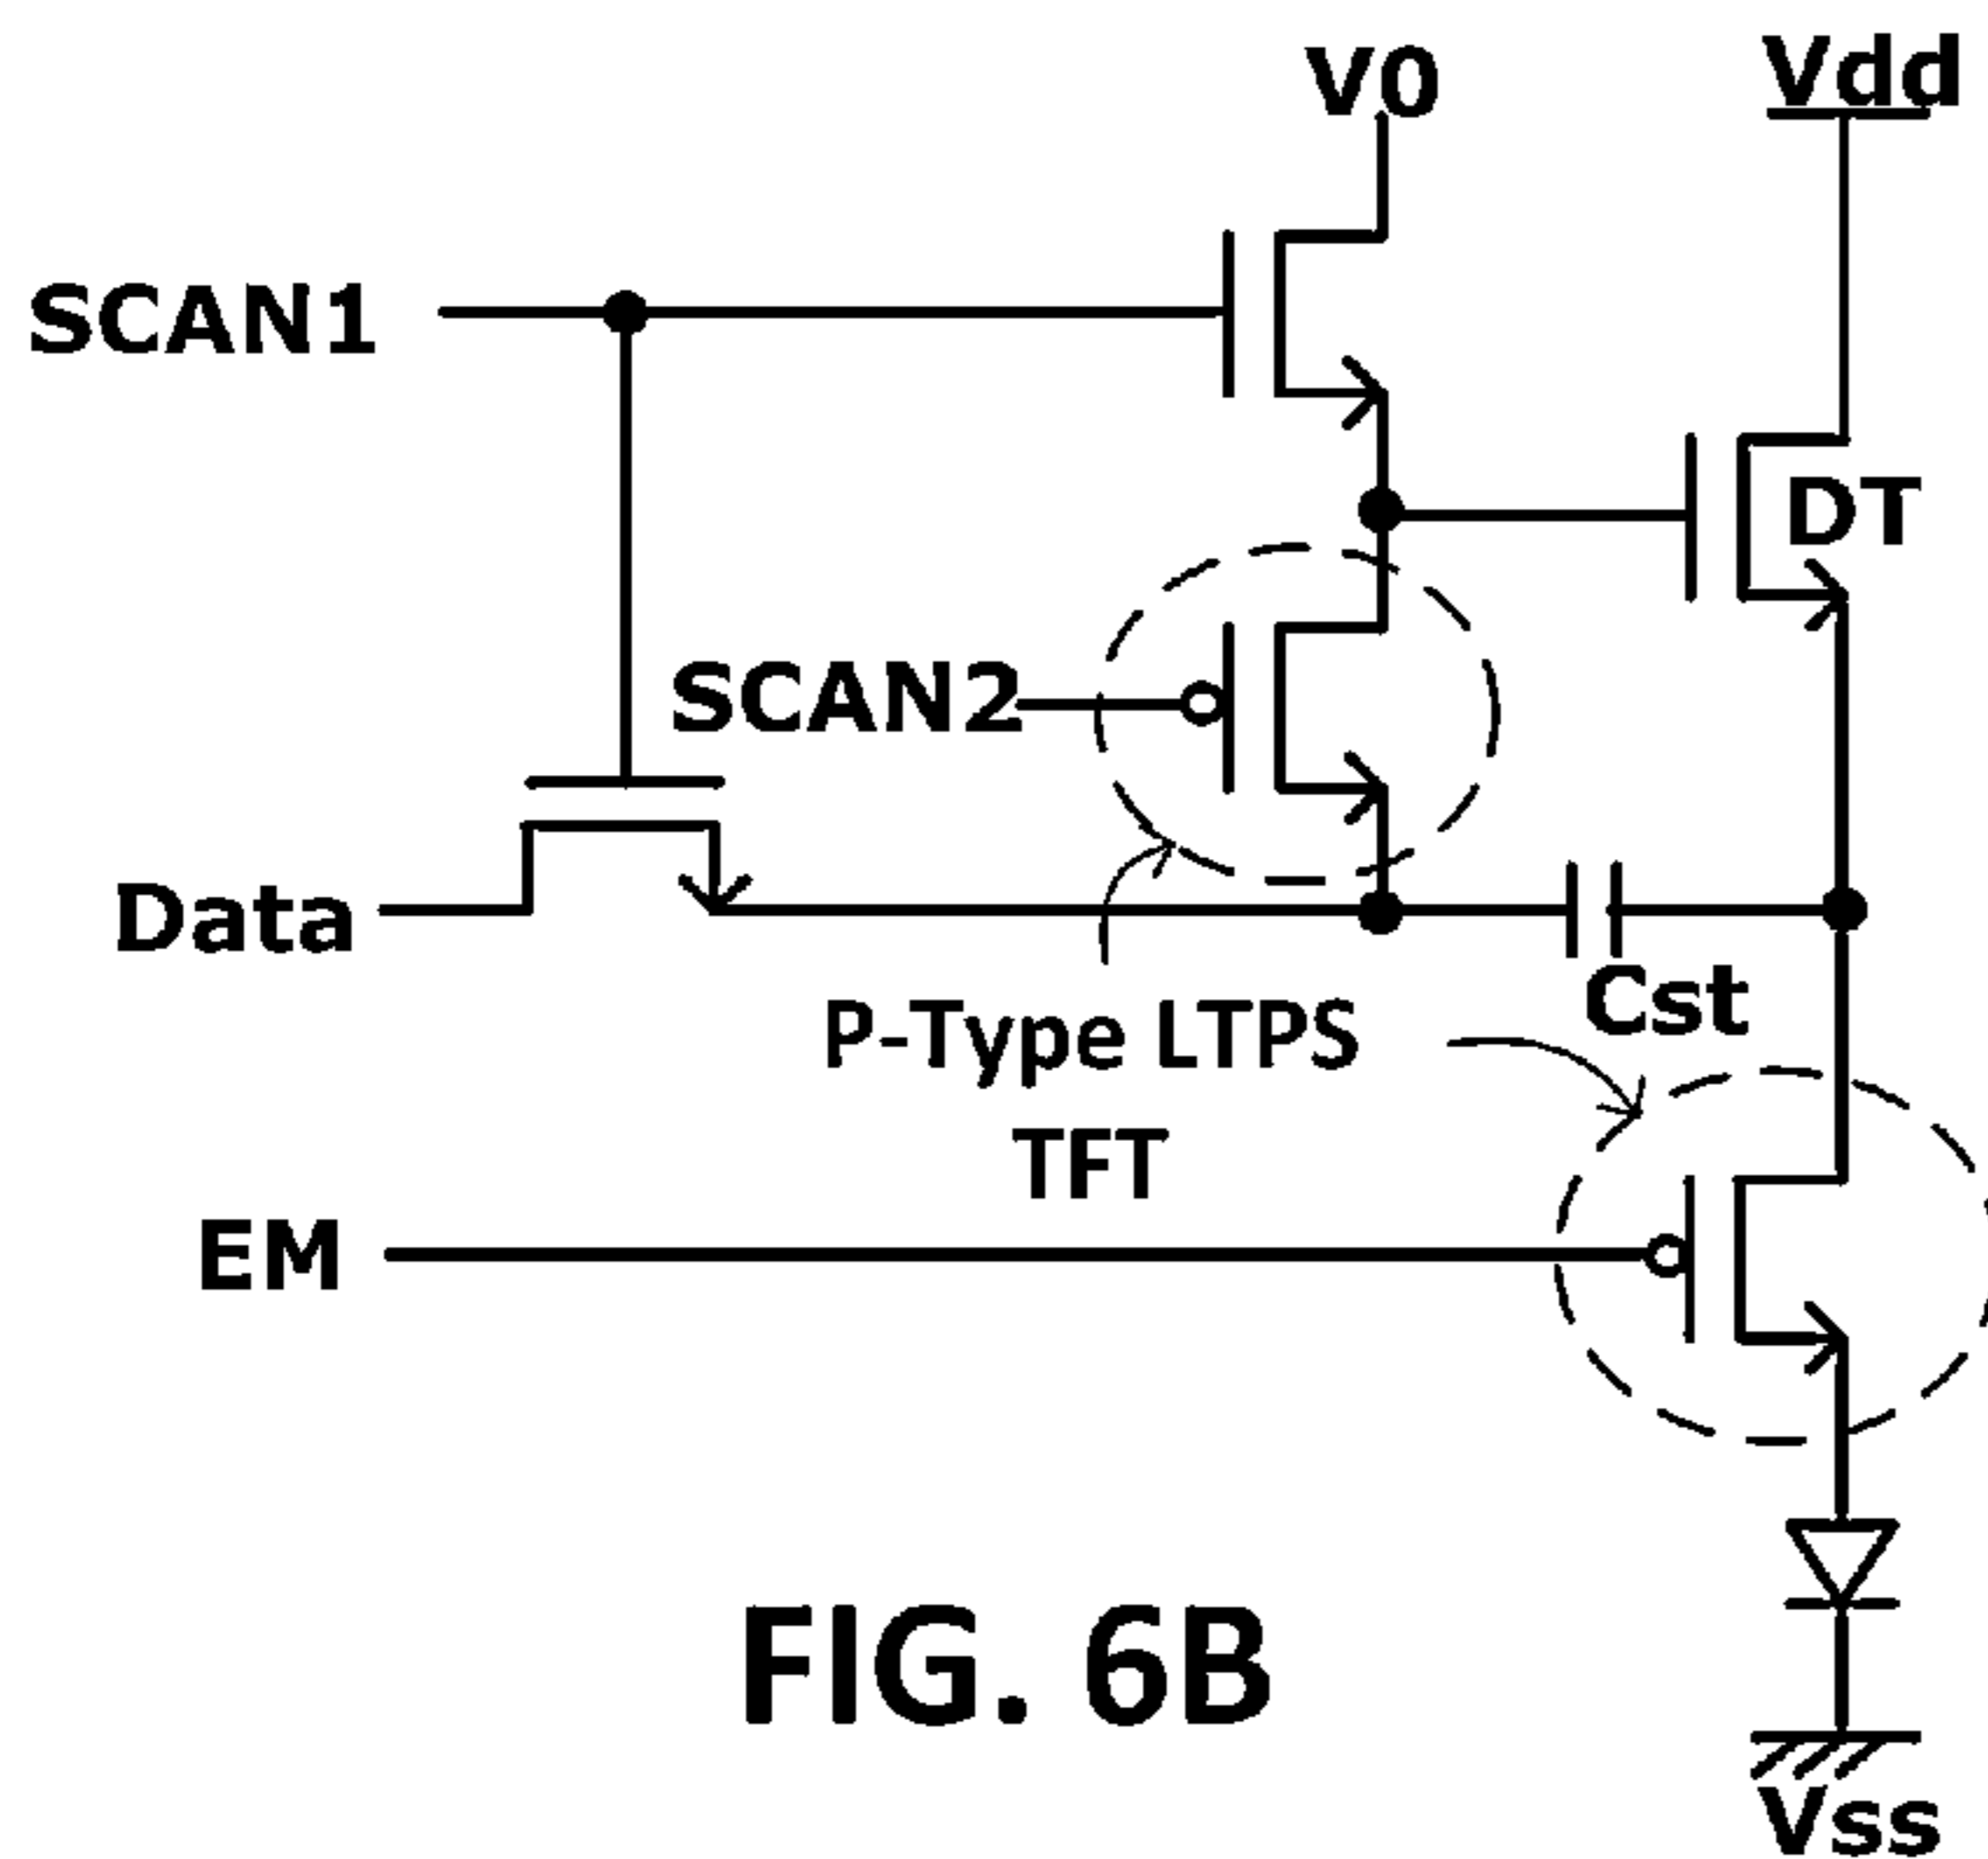 V0
Vdd
SCAN1
DT
SCAN2
Data
Cst
P-Type LTPS
TFT
EM
FIG. 6B
Vss